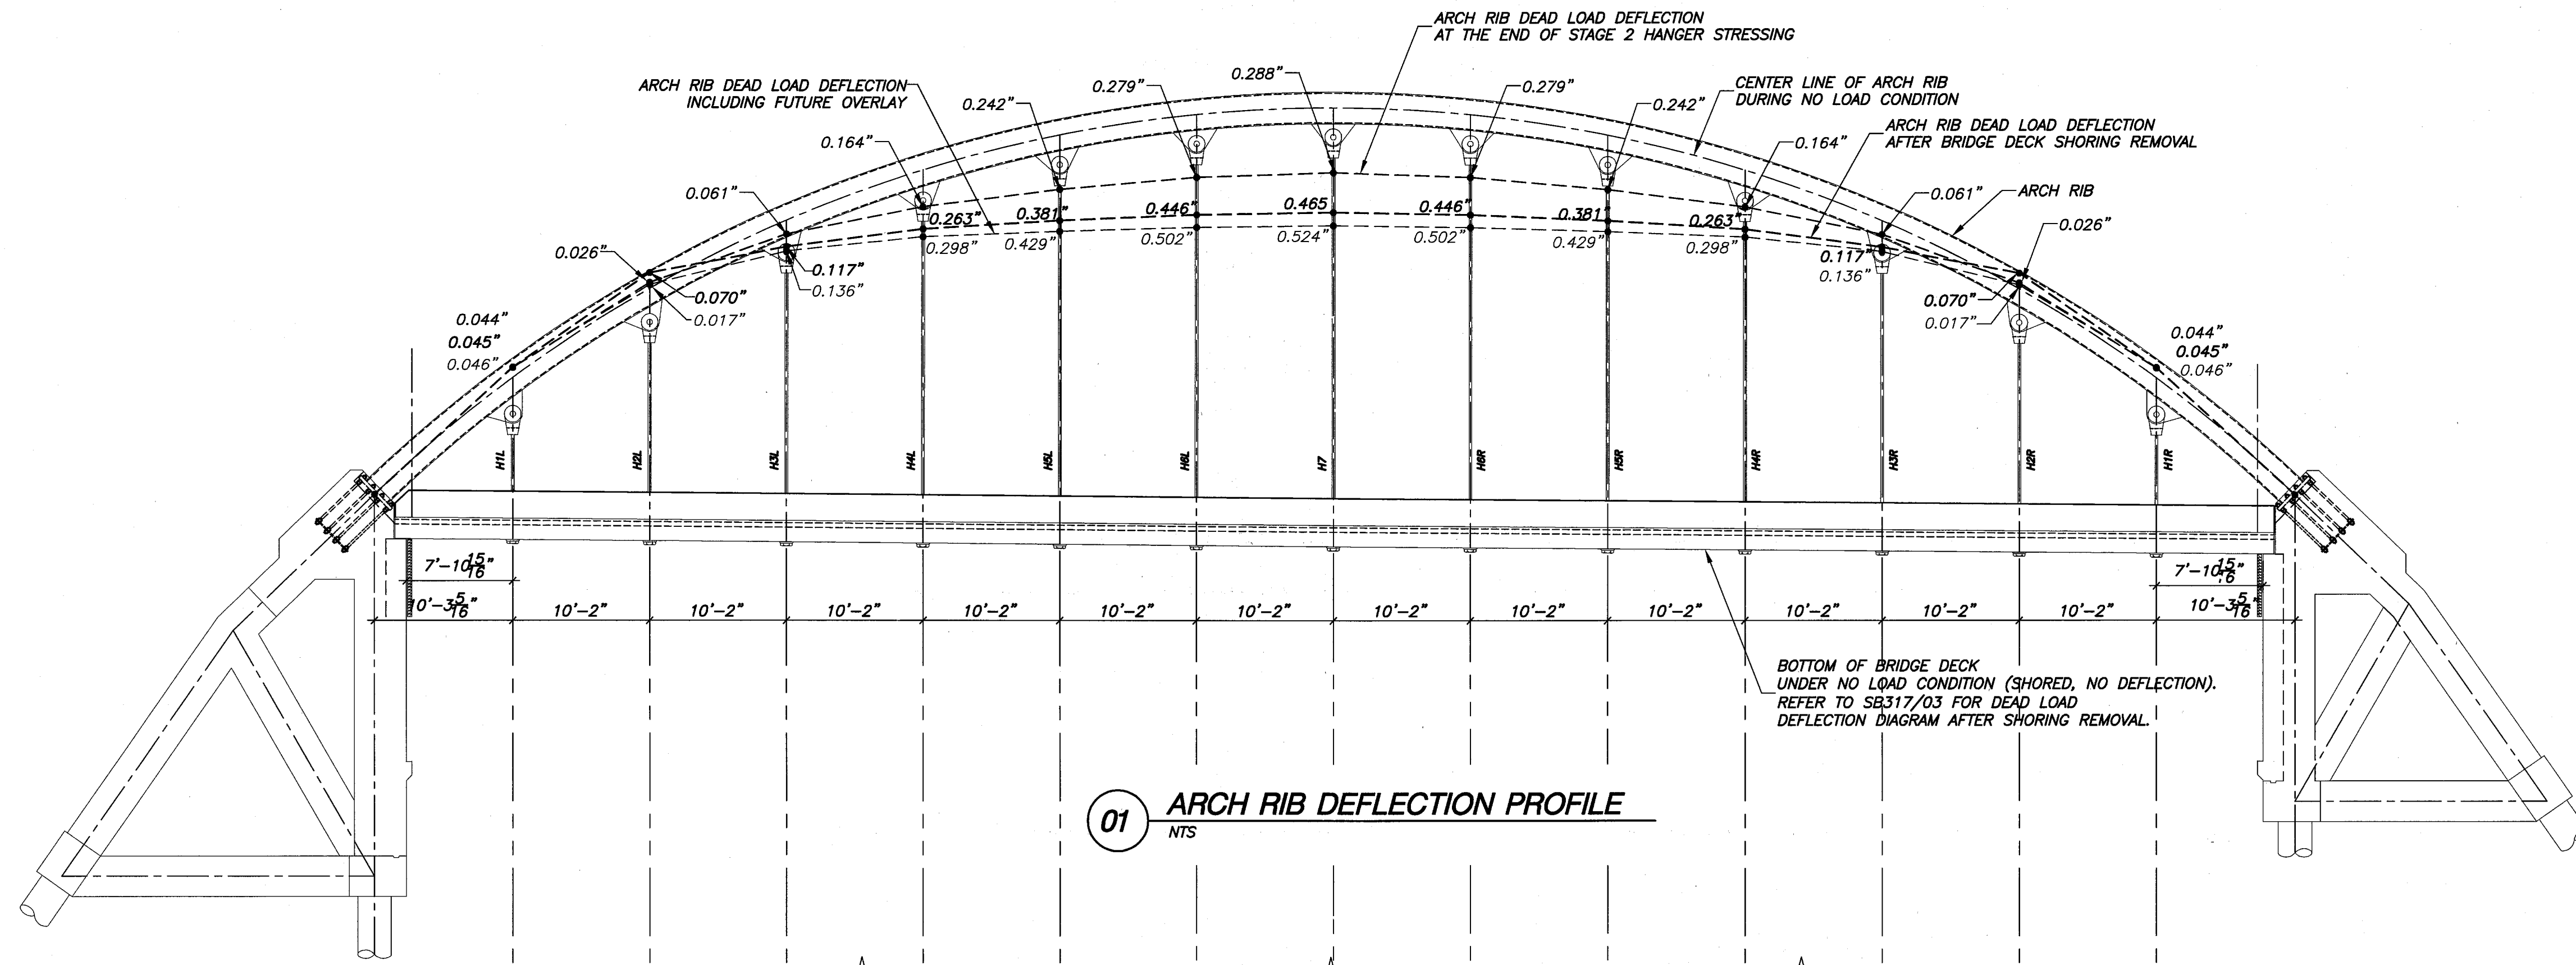 ARCH RIB DEAD LOAD DEFLECTION
AT THE END OF STAGE 2 HANGER STRESSING
ARCH RIB DEAD LOAD DEFLECTION
INCLUDING FUTURE OVERLAY
CENTER LINE OF ARCH RIB
DURING NO LOAD CONDITION
ARCH RIB DEAD LOAD DEFLECTION
AFTER BRIDGE DECK SHORING REMOVAL
ARCH RIB
0.026"
0.061"
0.164"
0.242"
0.279"
0.288"
0.279"
0.242"
0.164"
0.061"
0.026"
0.263"
0.381"
0.446"
0.465
0.446"
0.381"
0.263"
0.298"
0.429"
0.502"
0.524"
0.502"
0.429"
0.298"
0.117"
0.136"
0.117"
0.136"
0.070"
0.017"
0.070"
0.017"
0.044"
0.045"
0.046"
0.044"
0.045"
0.046"
H1L
H2L
H3L
H4L
H5L
H6L
H7
H6R
H5R
H4R
H3R
H2R
H1R
7'-10 15/16"
7'-10 15/16"
10'-3 5/16"
10'-2"
10'-2"
10'-2"
10'-2"
10'-2"
10'-2"
10'-2"
10'-2"
10'-2"
10'-2"
10'-2"
10'-2"
10'-3 5/16"
BOTTOM OF BRIDGE DECK
UNDER NO LOAD CONDITION (SHORED, NO DEFLECTION).
REFER TO SB317/03 FOR DEAD LOAD
DEFLECTION DIAGRAM AFTER SHORING REMOVAL.
01
ARCH RIB DEFLECTION PROFILE
NTS